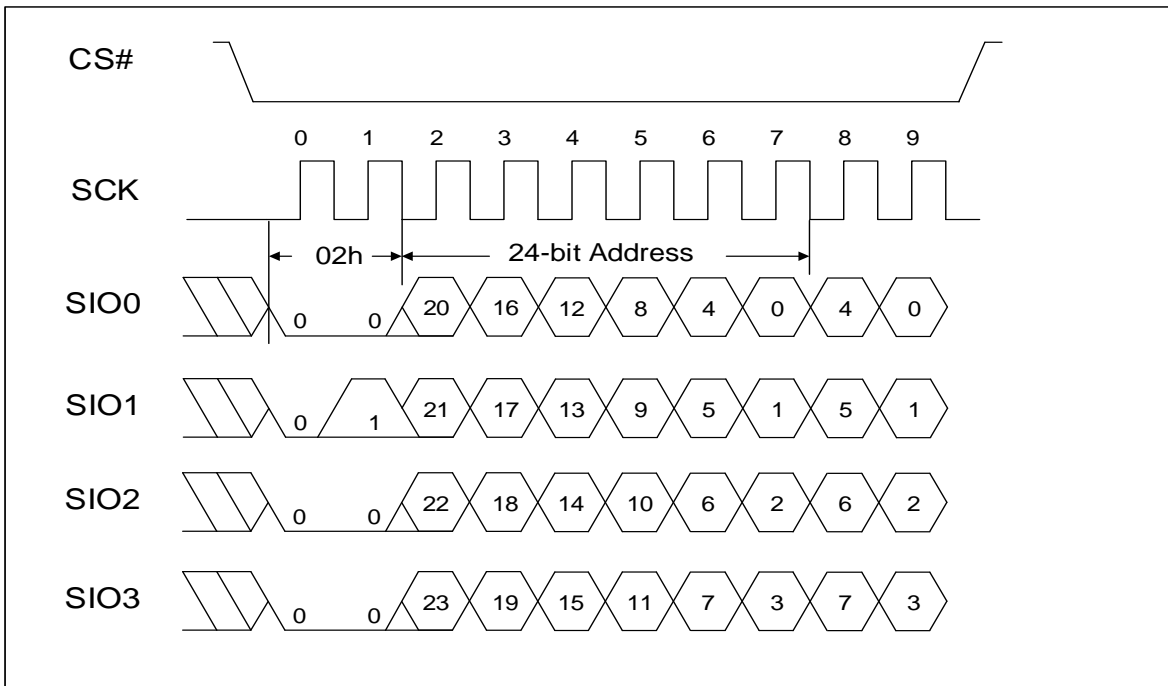 CS#
0 1 2 3 4 5 6 7 8 9
SCK
02h 24-bit Address
SIO0 0 0 20 16 12 8 4 0 4 0
SIO1 0 1 21 17 13 9 5 1 5 1
SIO2 0 0 22 18 14 10 6 2 6 2
SIO3 0 0 23 19 15 11 7 3 7 3